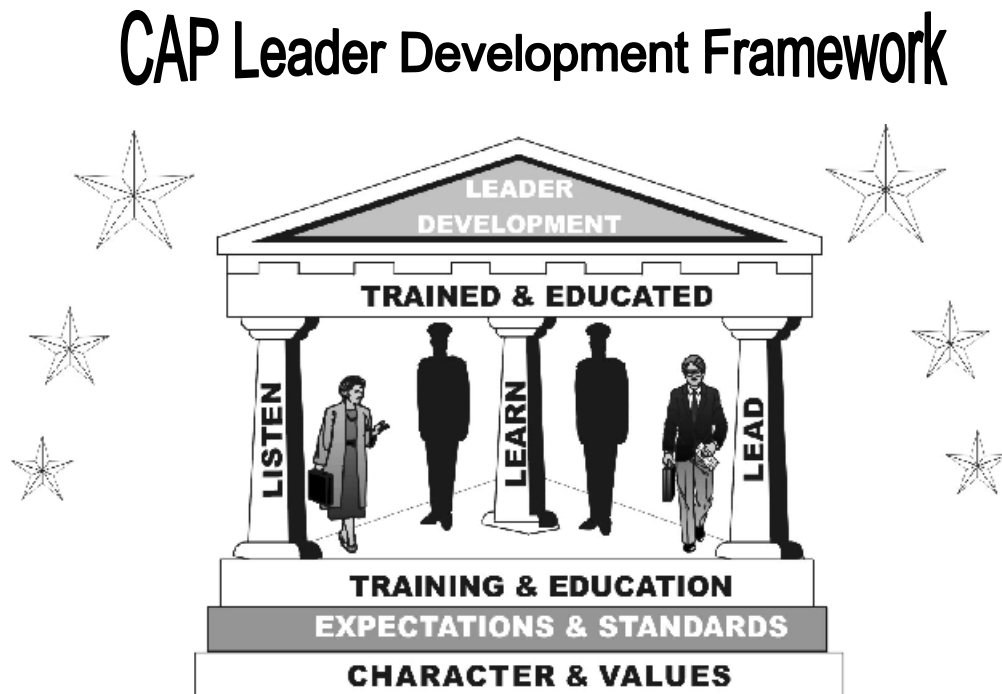 CAP Leader Development Framework
LEADER
DEVELOPMENT
TRAINED & EDUCATED
LISTEN
LEARN
LEAD
TRAINING & EDUCATION
EXPECTATIONS & STANDARDS
CHARACTER & VALUES